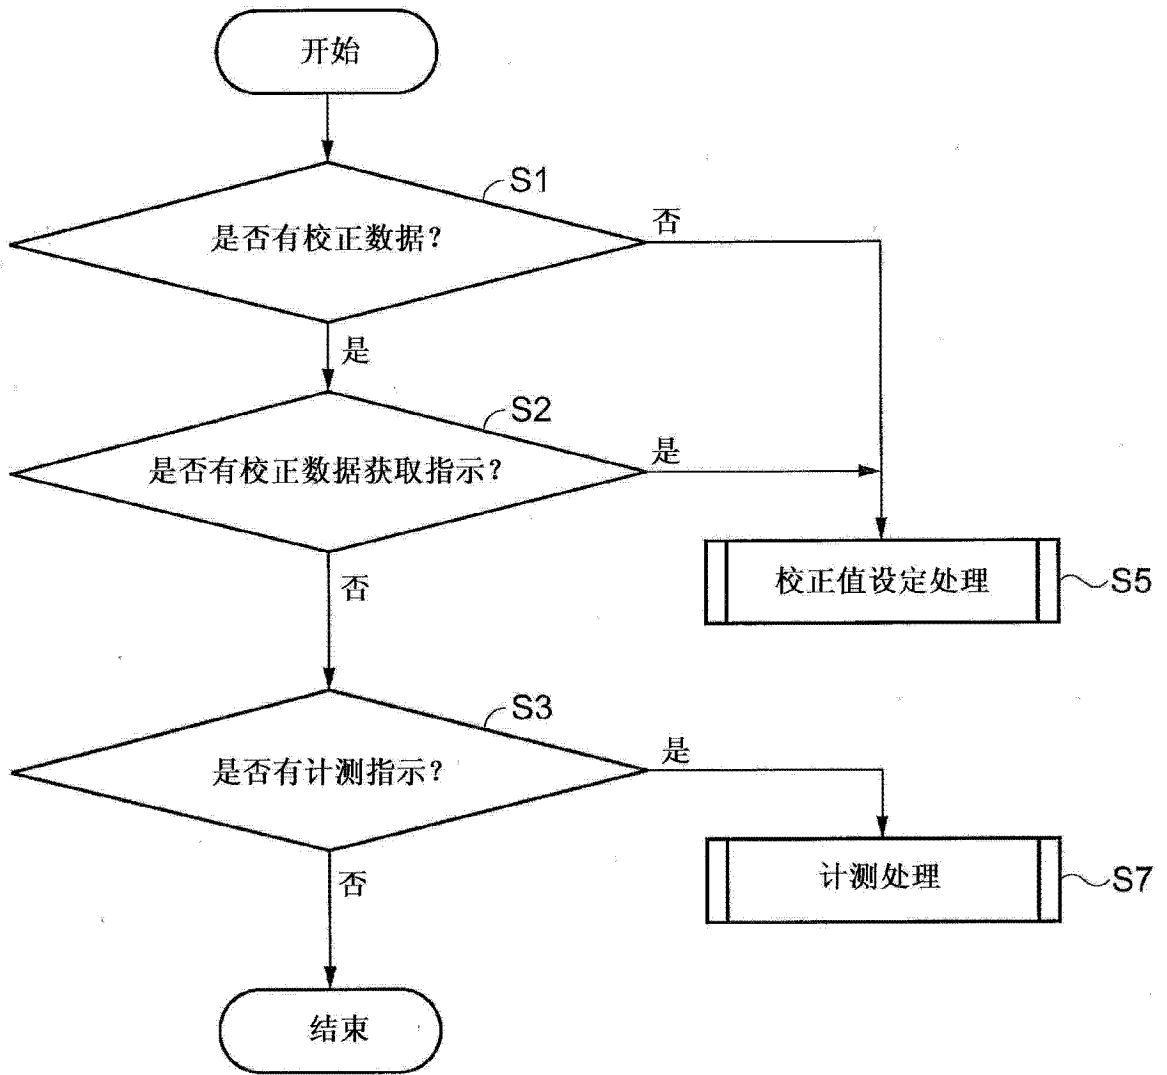 开始
S1
是否有校正数据?
否
是
S2
是否有校正数据获取指示?
是
校正值设定处理
S5
否
S3
是否有计测指示?
是
计测处理
S7
否
结束